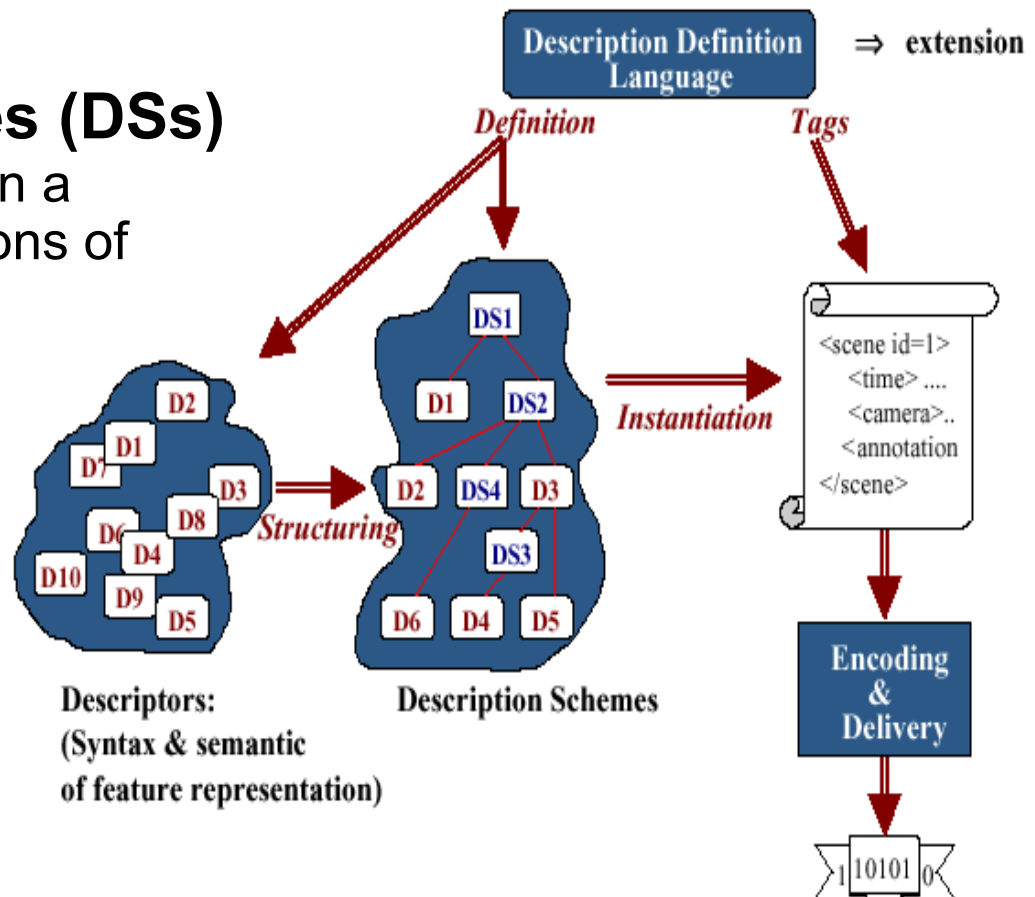 Description Definition
Language
⇒ extension
es (DSs)
n a
ons of
Definition
Tags
DS1
D1
DS2
D2
DS4
D3
DS3
D6
D4
D5
D2
D1
D7
D3
D8
D6
D4
D10
D9
D5
Structuring
Instantiation
<scene id=1>
<time> ....
<camera>..
<annotation
</scene>
Descriptors:
(Syntax & semantic
of feature representation)
Description Schemes
Encoding
&
Delivery
1 10101 0